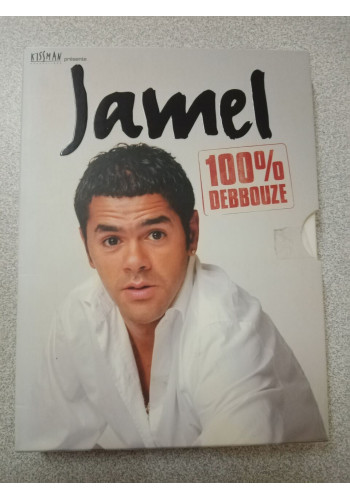 KISSMAN présente
Jamel
100%
DEBBOUZE